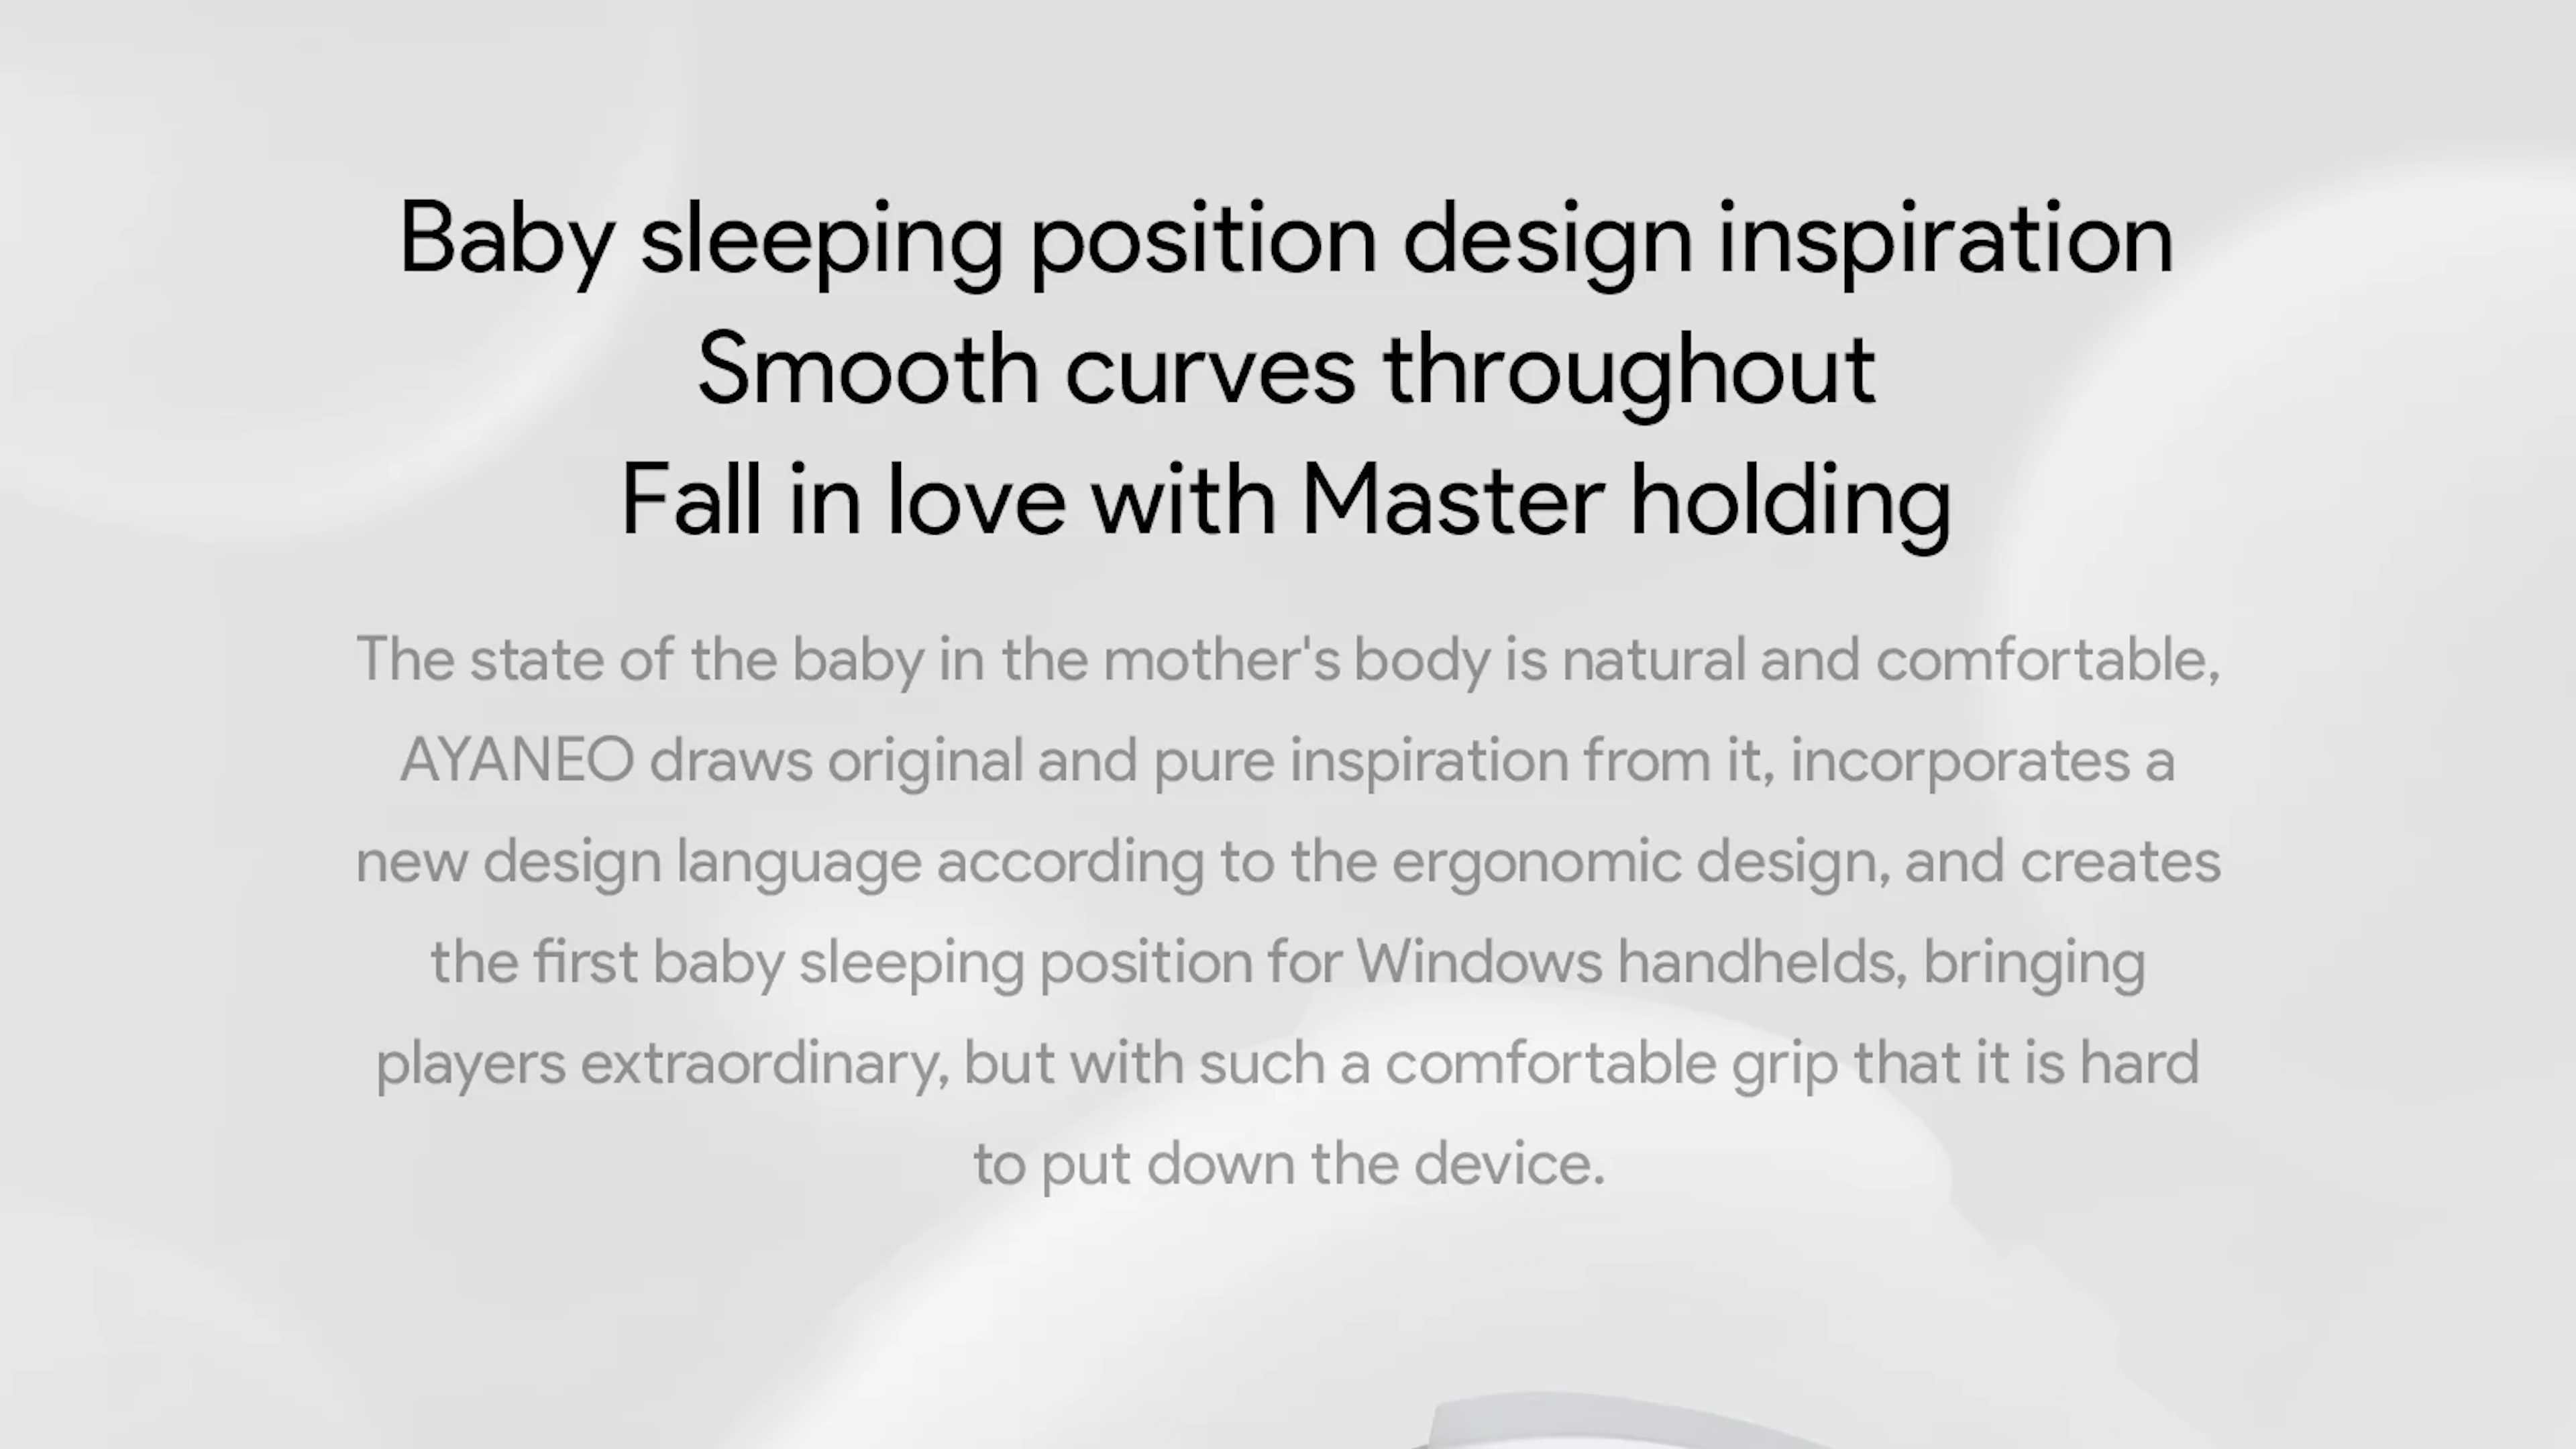 Baby sleeping position design inspiration
Smooth curves throughout
Fall in love with Master holding
The state of the baby in the mother's body is natural and comfortable,
AYANEO draws original and pure inspiration from it, incorporates a
new design language according to the ergonomic design, and creates
the first baby sleeping position for Windows handhelds, bringing
players extraordinary, but with such a comfortable grip that it is hard
to put down the device.